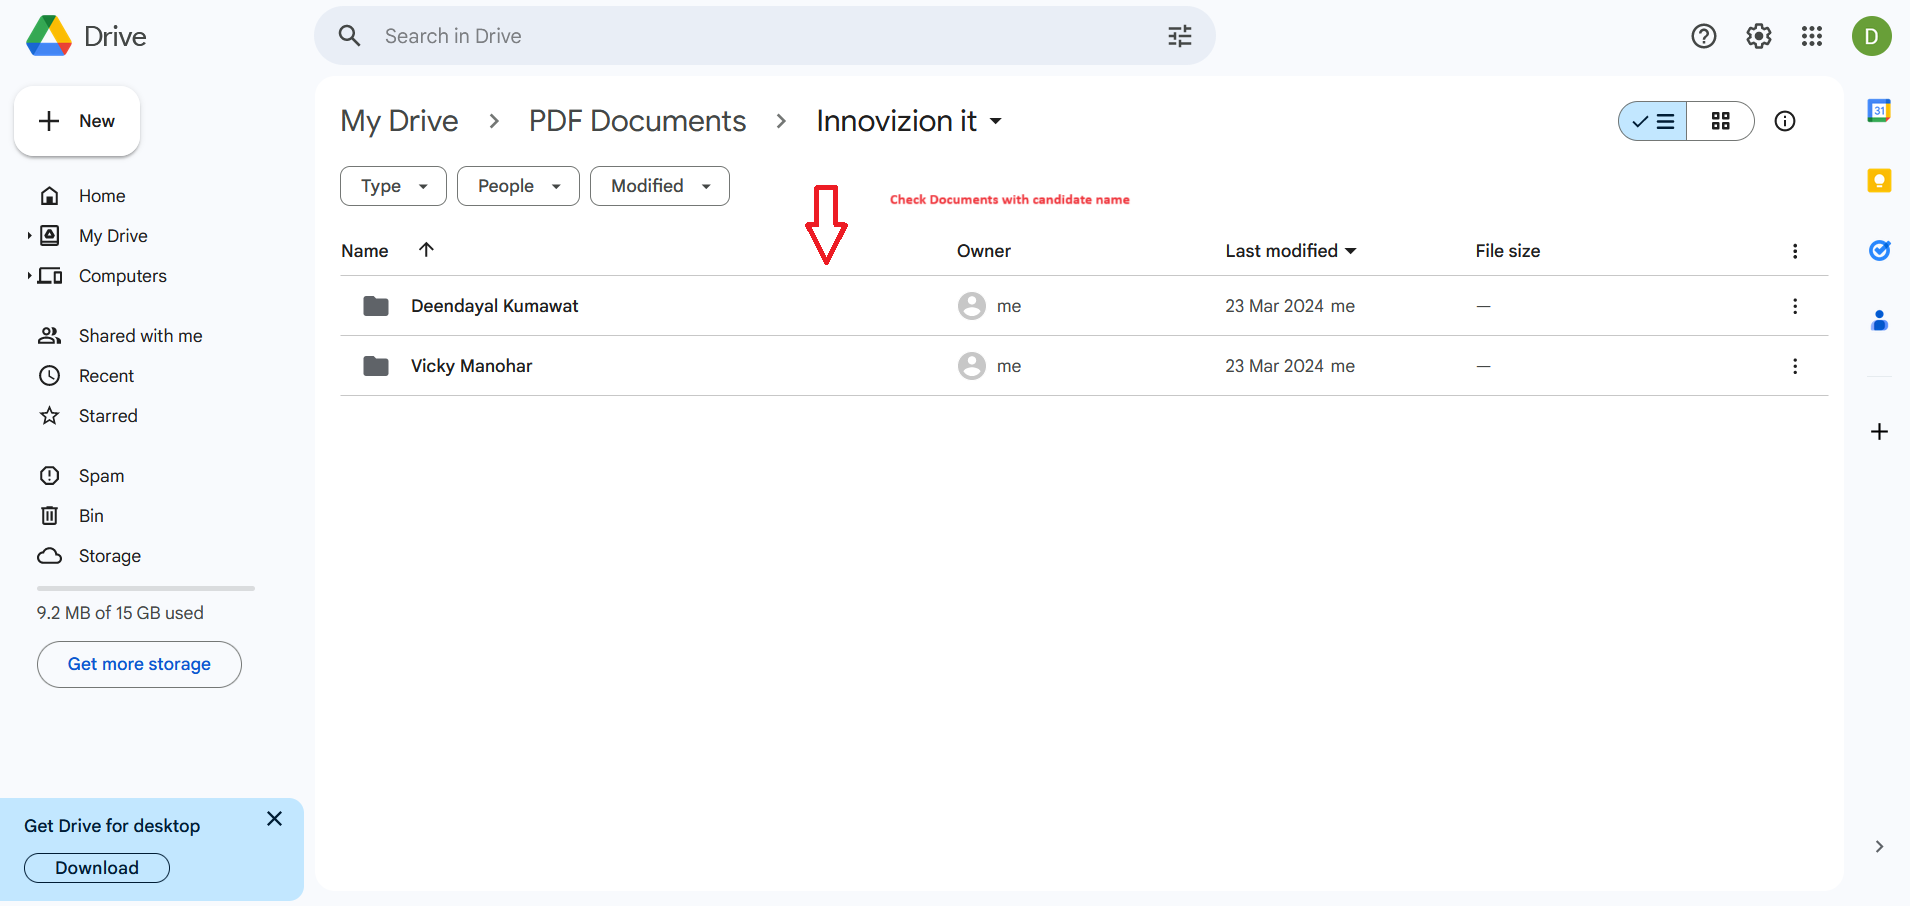 Drive
Search in Drive
D
New
My Drive
PDF Documents
Innovizion it
31
Type
People
Modified
Check Documents with candidate name
Home
My Drive
Computers
Shared with me
Recent
Starred
Spam
Bin
Storage
9.2 MB of 15 GB used
Get more storage
Name Owner Last modified File size
Deendayal Kumawat me 23 Mar 2024 me —
Vicky Manohar me 23 Mar 2024 me —
Get Drive for desktop
Download